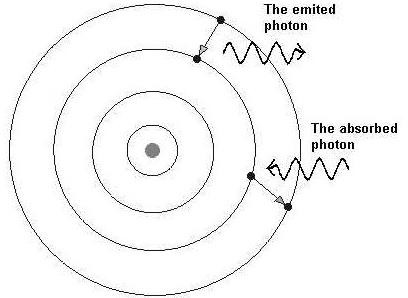 The emited
photon
The absorbed
photon